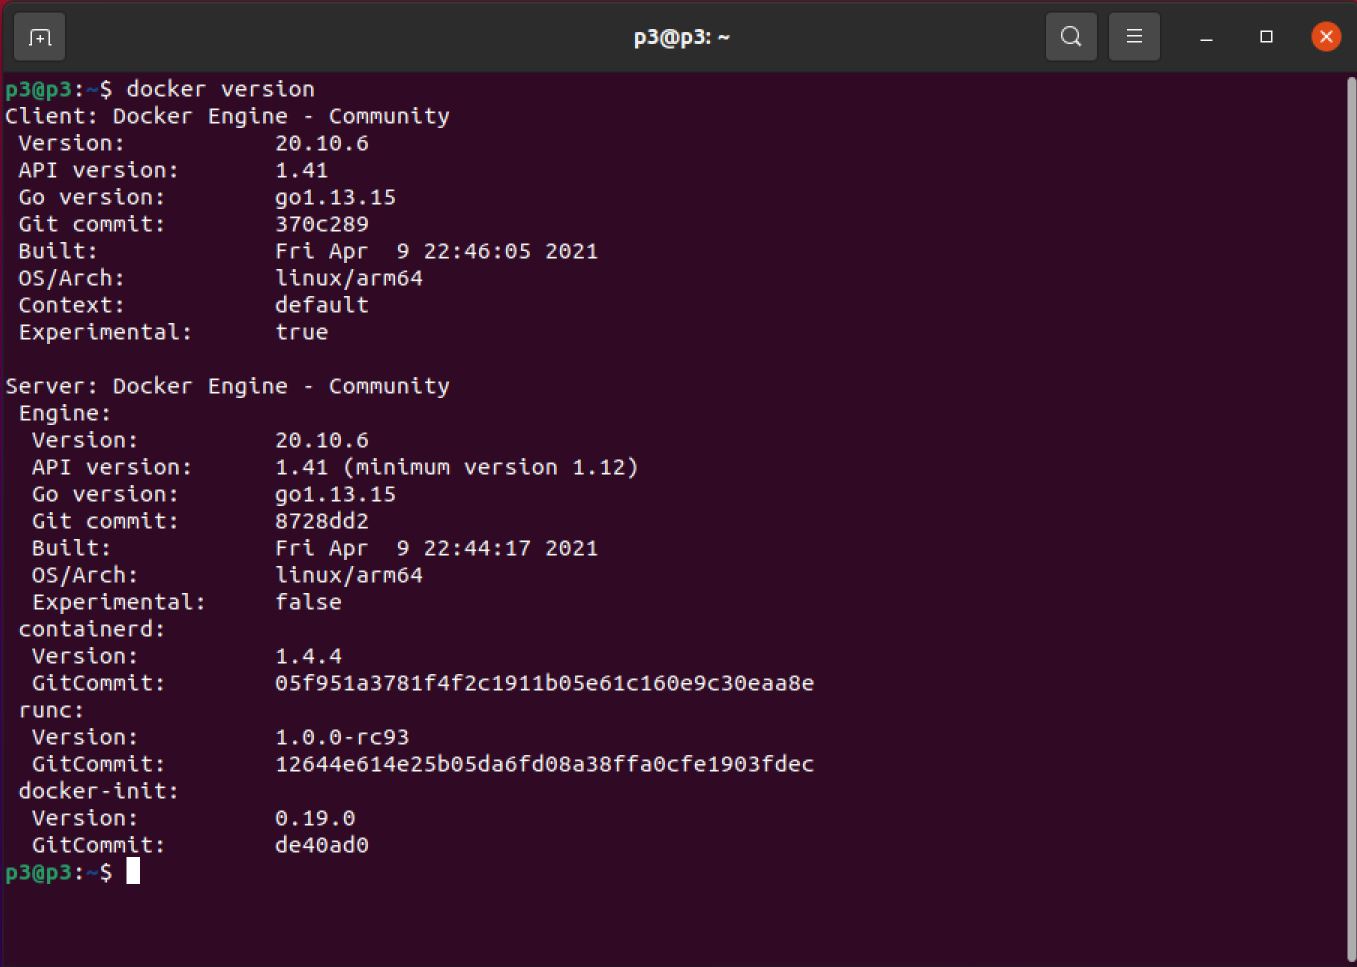 p3@p3: ~
p3@p3:~$ docker version
Client: Docker Engine - Community
 Version:           20.10.6
 API version:       1.41
 Go version:        go1.13.15
 Git commit:        370c289
 Built:             Fri Apr  9 22:46:05 2021
 OS/Arch:           linux/arm64
 Context:           default
 Experimental:      true

Server: Docker Engine - Community
 Engine:
  Version:          20.10.6
  API version:      1.41 (minimum version 1.12)
  Go version:       go1.13.15
  Git commit:       8728dd2
  Built:            Fri Apr  9 22:44:17 2021
  OS/Arch:          linux/arm64
  Experimental:     false
 containerd:
  Version:          1.4.4
  GitCommit:        05f951a3781f4f2c1911b05e61c160e9c30eaa8e
 runc:
  Version:          1.0.0-rc93
  GitCommit:        12644e614e25b05da6fd08a38ffa0cfe1903fdec
 docker-init:
  Version:          0.19.0
  GitCommit:        de40ad0
p3@p3:~$